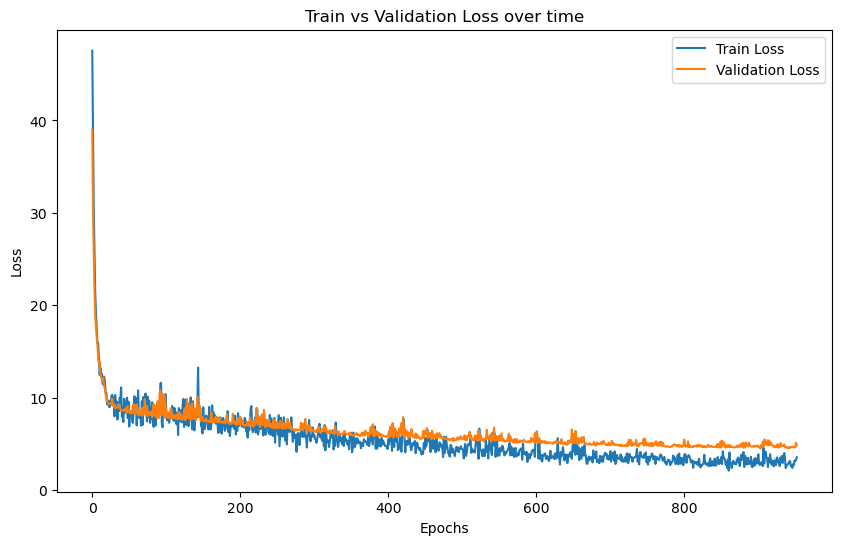 Train vs Validation Loss over time
Train Loss
Validation Loss
Loss
40
30
20
10
0
0 200 400 600 800
Epochs